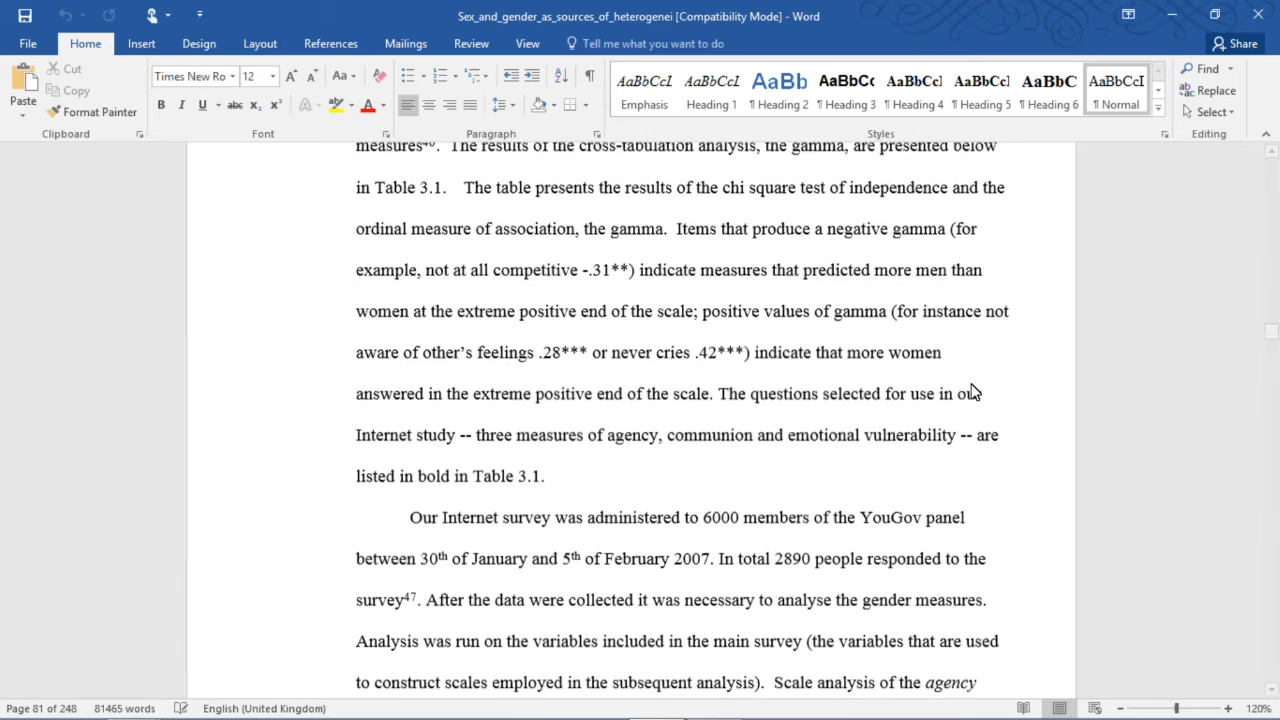 Sex_and_gender_as_sources_of_heterogenei [Compatibility Mode] - Word
File Home Insert Design Layout References Mailings Review View Tell me what you want to do Share
Paste
Cut
Copy
Format Painter
Clipboard
Times New Ro 12
Font
Paragraph
AaBbCcL AaBbCcL AaBb AaBbCc AaBbCcI AaBbCcI AaBbC AaBbCcI
Emphasis Heading 1 ¶ Heading 2 ¶ Heading 3 ¶ Heading 4 ¶ Heading 5 ¶ Heading 6 ¶ Normal
Styles
Find
Replace
Select
Editing
measures⁴⁶. The results of the cross-tabulation analysis, the gamma, are presented below
in Table 3.1. The table presents the results of the chi square test of independence and the
ordinal measure of association, the gamma. Items that produce a negative gamma (for
example, not at all competitive -.31**) indicate measures that predicted more men than
women at the extreme positive end of the scale; positive values of gamma (for instance not
aware of other's feelings .28*** or never cries .42***) indicate that more women
answered in the extreme positive end of the scale. The questions selected for use in our
Internet study -- three measures of agency, communion and emotional vulnerability -- are
listed in bold in Table 3.1.
Our Internet survey was administered to 6000 members of the YouGov panel
between 30th of January and 5th of February 2007. In total 2890 people responded to the
survey⁴⁷. After the data were collected it was necessary to analyse the gender measures.
Analysis was run on the variables included in the main survey (the variables that are used
to construct scales employed in the subsequent analysis). Scale analysis of the agency
Page 81 of 248 81465 words English (United Kingdom) 120%